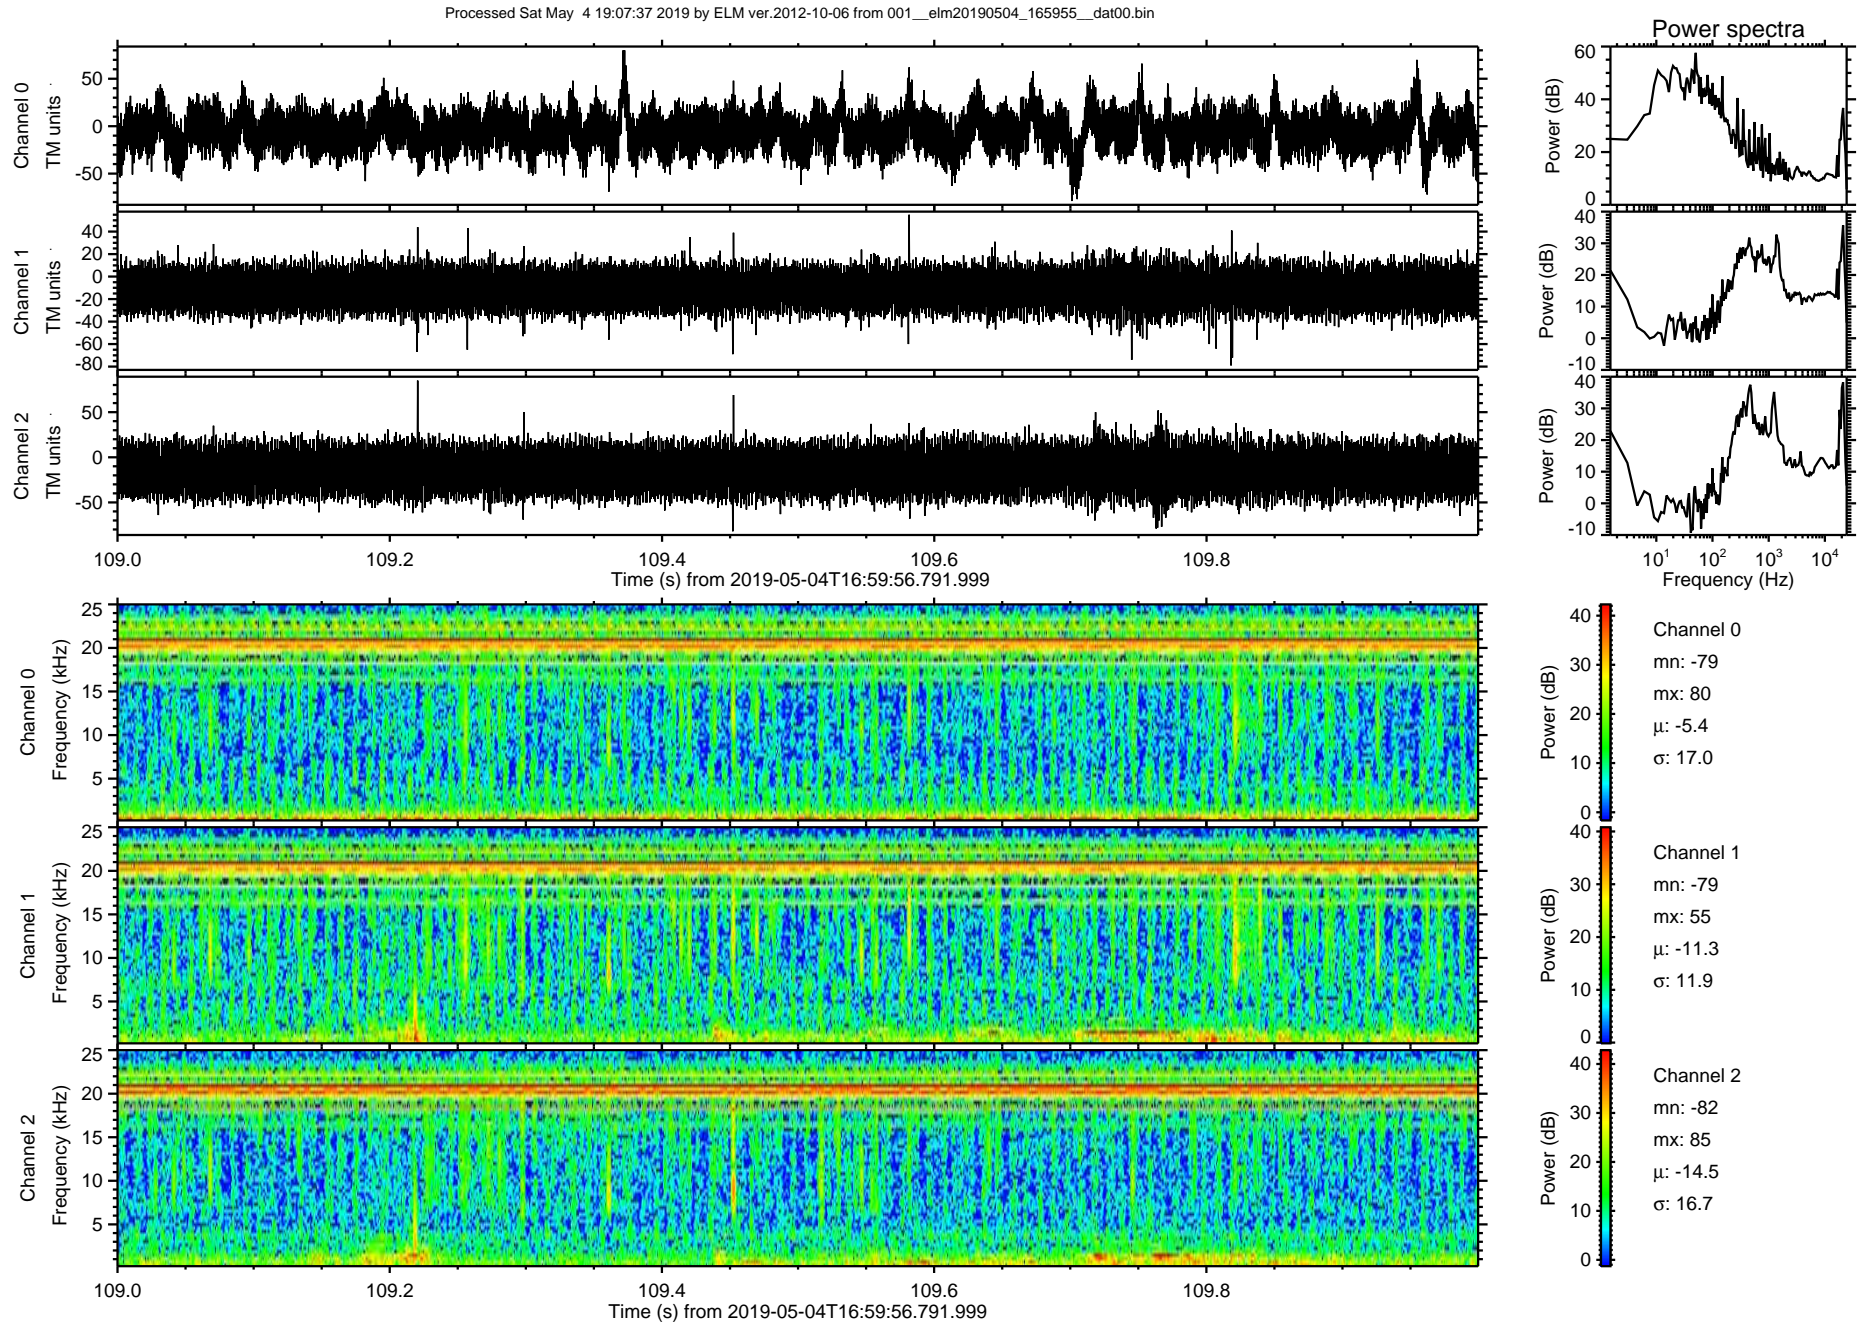 Processed Sat May  4 19:07:37 2019 by ELM ver.2012-10-06 from 001__elm20190504_165955__dat00.bin
Power spectra
Channel 0
TM units
50
0
-50
Power (dB)
60
40
20
0
Channel 1
TM units
40
20
0
-20
-40
-60
-80
Power (dB)
40
30
20
10
0
-10
Channel 2
TM units
50
0
-50
Power (dB)
40
30
20
10
0
-10
109.0 109.2 109.4 109.6 109.8
Time (s) from 2019-05-04T16:59:56.791.999
10¹ 10² 10³ 10⁴
Frequency (Hz)
Channel 0
Frequency (kHz)
25
20
15
10
5
Power (dB)
40
30
20
10
0
Channel 0
mn: -79
mx: 80
μ: -5.4
σ: 17.0
Channel 1
Frequency (kHz)
25
20
15
10
5
Power (dB)
40
30
20
10
0
Channel 1
mn: -79
mx: 55
μ: -11.3
σ: 11.9
Channel 2
Frequency (kHz)
25
20
15
10
5
Power (dB)
40
30
20
10
0
Channel 2
mn: -82
mx: 85
μ: -14.5
σ: 16.7
109.0 109.2 109.4 109.6 109.8
Time (s) from 2019-05-04T16:59:56.791.999